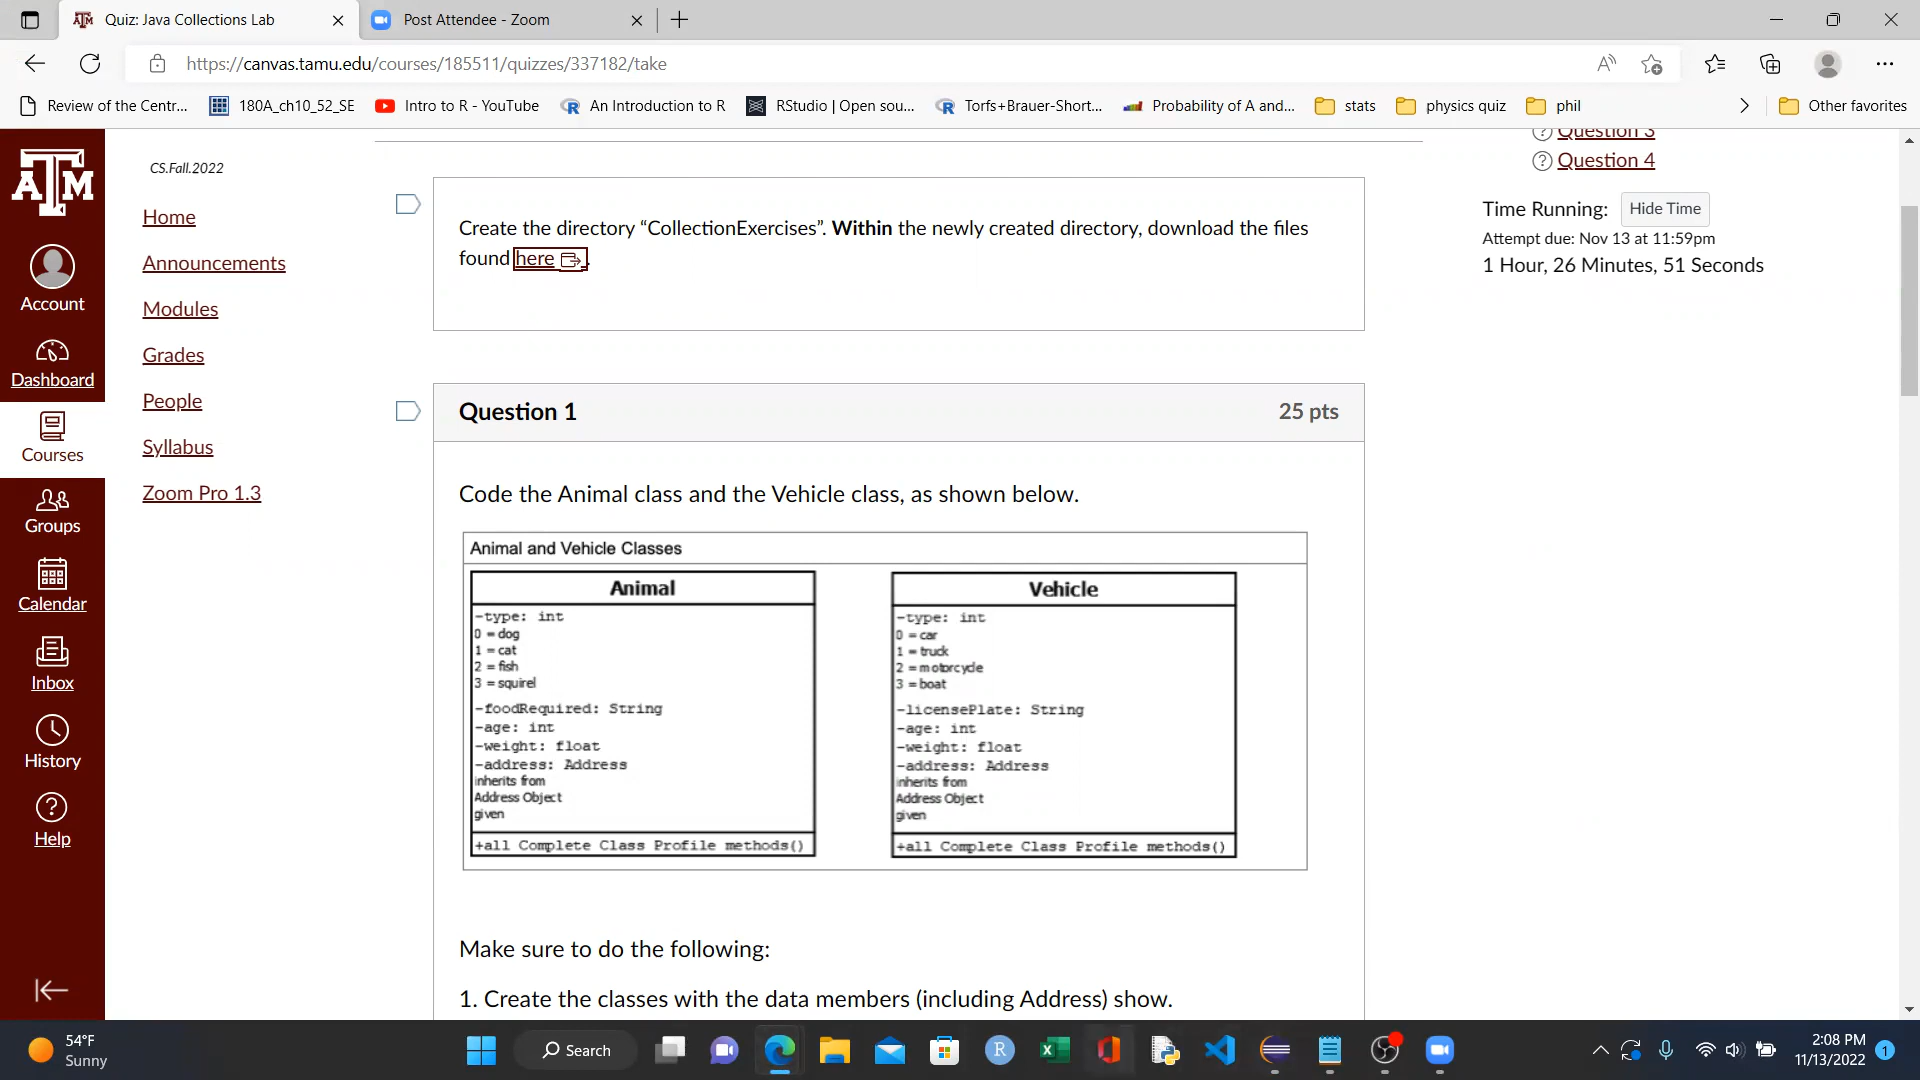 Quiz: Java Collections Lab
Post Attendee - Zoom
https://canvas.tamu.edu/courses/185511/quizzes/337182/take
Review of the Centr...
180A_ch10_52_SE
Intro to R - YouTube
An Introduction to R
RStudio | Open sou...
Torfs+Brauer-Short...
Probability of A and...
stats
physics quiz
phil
Other favorites
CS.Fall.2022
Home
Announcements
Modules
Grades
People
Syllabus
Zoom Pro 1.3
Account
Dashboard
Courses
Groups
Calendar
Inbox
History
Help
Create the directory “CollectionExercises”. Within the newly created directory, download the files
found here .
Question 1
25 pts
Code the Animal class and the Vehicle class, as shown below.
Animal and Vehicle Classes
Animal
-type: int
0 = dog
1 = cat
2 = fish
3 = squirel
-foodRequired: String
-age: int
-weight: float
-address: Address
inherits from
Address Object
given
+all Complete Class Profile methods()
Vehicle
-type: int
0 = car
1 = truck
2 = motorcycle
3 = boat
-licensePlate: String
-age: int
-weight: float
-address: Address
inherits from
Address Object
given
+all Complete Class Profile methods()
Make sure to do the following:
1. Create the classes with the data members (including Address) show.
Question 3
Question 4
Time Running:
Hide Time
Attempt due: Nov 13 at 11:59pm
1 Hour, 26 Minutes, 51 Seconds
54°F
Sunny
Search
2:08 PM
11/13/2022
1